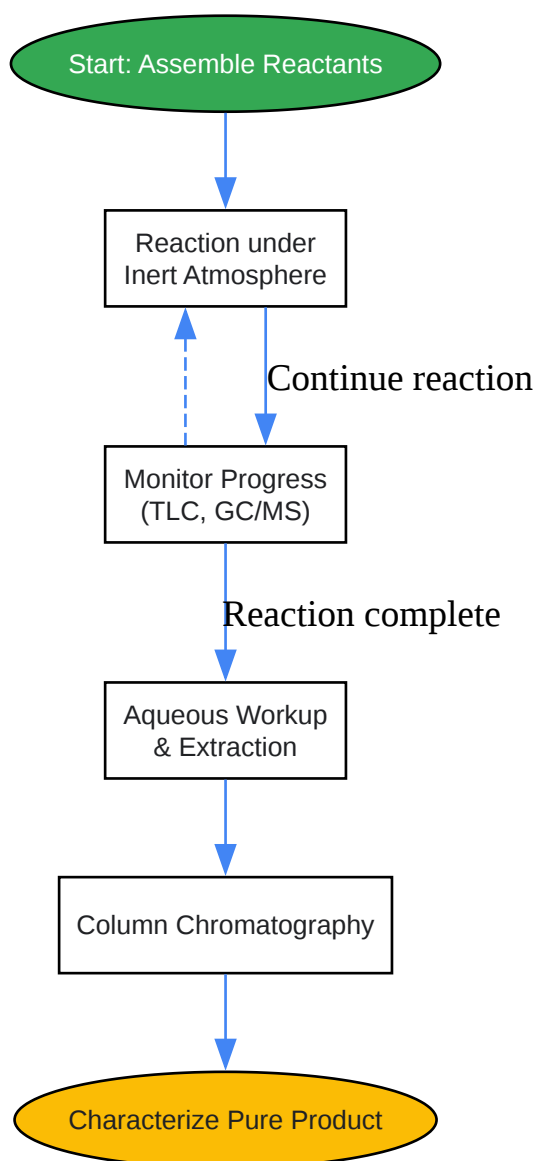 Start: Assemble Reactants
Reaction under
Inert Atmosphere
Continue reaction
Monitor Progress
(TLC, GC/MS)
Reaction complete
Aqueous Workup
& Extraction
Column Chromatography
Characterize Pure Product